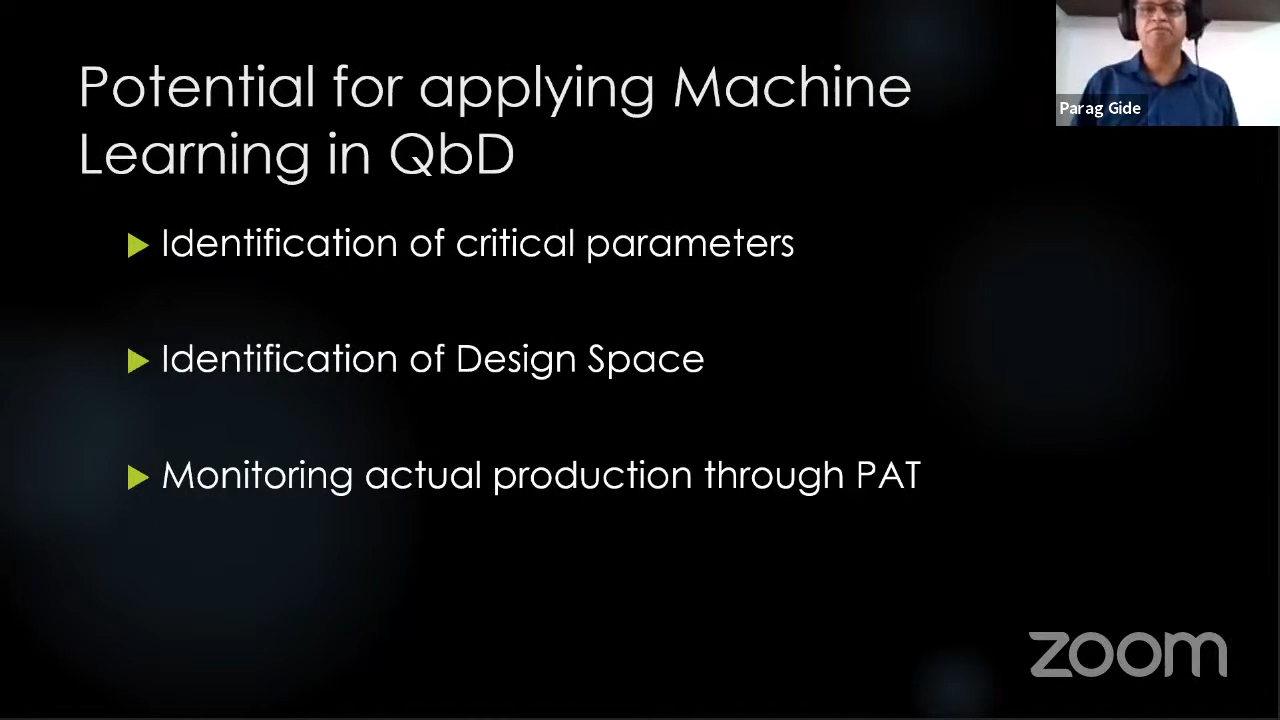 Potential for applying Machine
Learning in QbD
Parag Gide
Identification of critical parameters
Identification of Design Space
Monitoring actual production through PAT
zoom